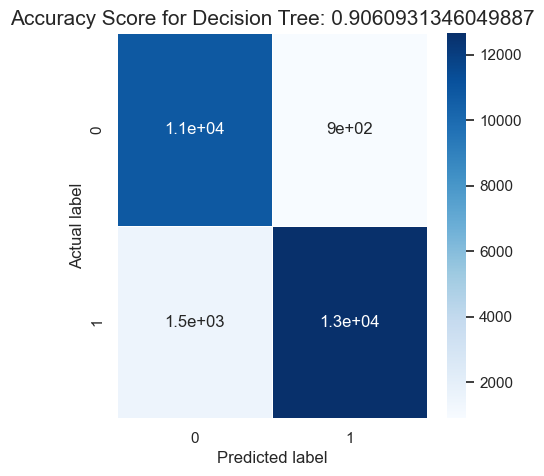 Accuracy Score for Decision Tree: 0.9060931346049887
Actual label
0
1
1.1e+04
9e+02
1.5e+03
1.3e+04
0
1
Predicted label
12000
10000
8000
6000
4000
2000